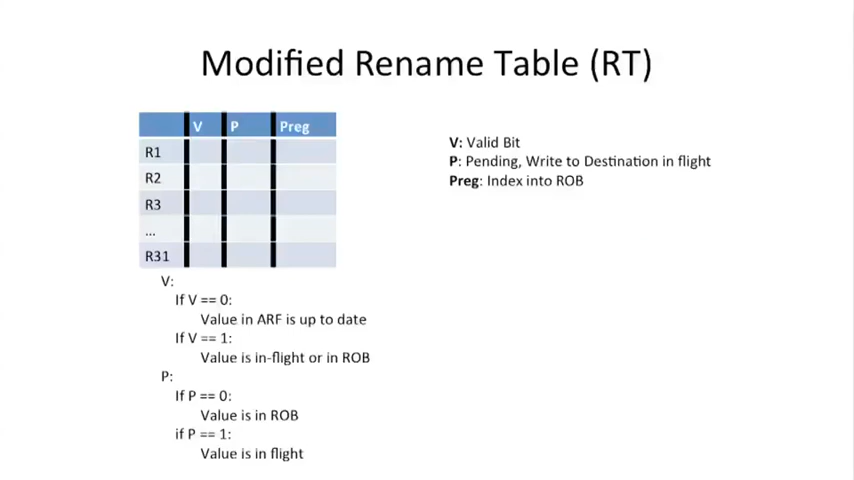 Modified Rename Table (RT)
V P Preg
R1
R2
R3
...
R31
V: Valid Bit
P: Pending, Write to Destination in flight
Preg: Index into ROB
V:
If V == 0:
Value in ARF is up to date
If V == 1:
Value is in-flight or in ROB
P:
If P == 0:
Value is in ROB
if P == 1:
Value is in flight